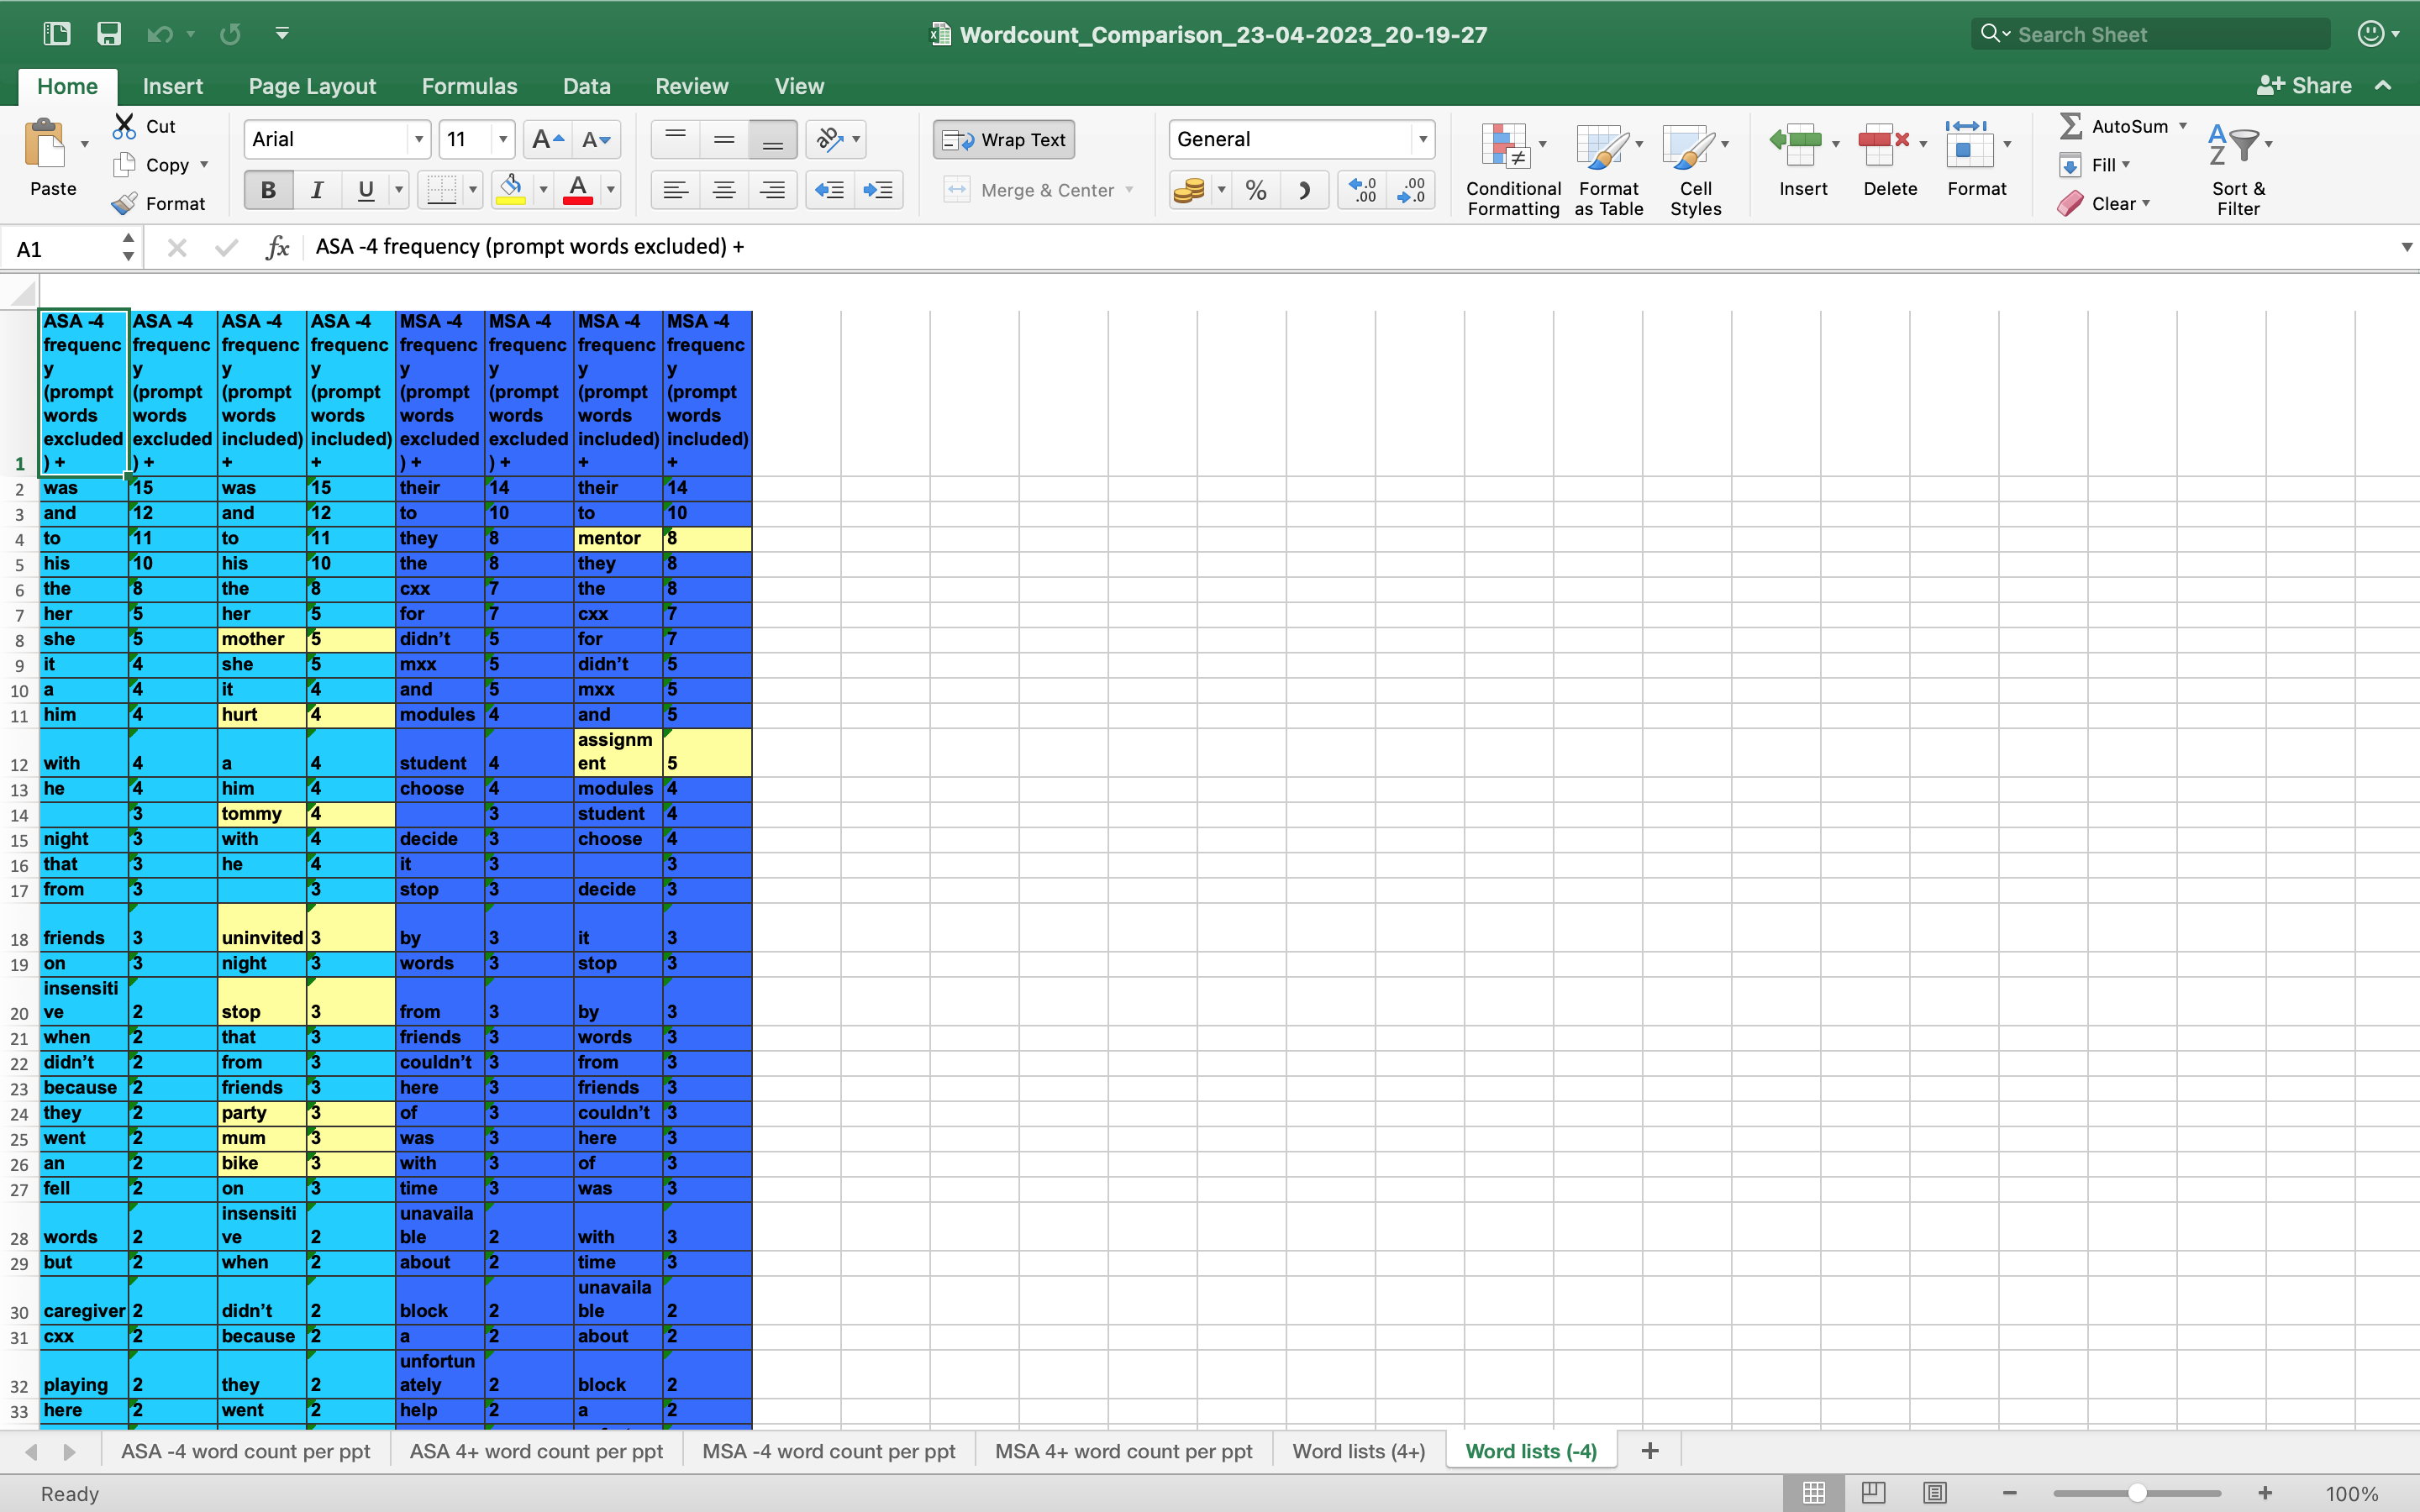 Wordcount_Comparison_23-04-2023_20-19-27
Search Sheet
Home Insert Page Layout Formulas Data Review View Share
Paste
Cut
Copy
Format
Arial 11 A A
B I U A
Wrap Text
Merge & Center
General
% ) .0 .00 .00 .0
Conditional Formatting
Format as Table
Cell Styles
Insert Delete Format
AutoSum
Fill
Clear
A Z
Sort & Filter
A1 fx ASA -4 frequency (prompt words excluded) +
1 ASA -4 frequency (prompt words excluded) + ASA -4 frequency (prompt words excluded) + ASA -4 frequency (prompt words included) + ASA -4 frequency (prompt words included) + MSA -4 frequency (prompt words excluded) + MSA -4 frequency (prompt words excluded) + MSA -4 frequency (prompt words included) + MSA -4 frequency (prompt words included) +
2 was 15 was 15 their 14 their 14
3 and 12 and 12 to 10 to 10
4 to 11 to 11 they 8 mentor 8
5 his 10 his 10 the 8 they 8
6 the 8 the 8 cxx 7 the 8
7 her 5 her 5 for 7 cxx 7
8 she 5 mother 5 didn’t 5 for 7
9 it 4 she 5 mxx 5 didn’t 5
10 a 4 it 4 and 5 mxx 5
11 him 4 hurt 4 modules 4 and 5
12 with 4 a 4 student 4 assignment 5
13 he 4 him 4 choose 4 modules 4
14 3 tommy 4 3 student 4
15 night 3 with 4 decide 3 choose 4
16 that 3 he 4 it 3 3
17 from 3 3 stop 3 decide 3
18 friends 3 uninvited 3 by 3 it 3
19 on 3 night 3 words 3 stop 3
20 insensitive 2 stop 3 from 3 by 3
21 when 2 that 3 friends 3 words 3
22 didn’t 2 from 3 couldn’t 3 from 3
23 because 2 friends 3 here 3 friends 3
24 they 2 party 3 of 3 couldn’t 3
25 went 2 mum 3 was 3 here 3
26 an 2 bike 3 with 3 of 3
27 fell 2 on 3 time 3 was 3
28 words 2 insensitive 2 unavailable 2 with 3
29 but 2 when 2 about 2 time 3
30 caregiver 2 didn’t 2 block 2 unavailable 2
31 cxx 2 because 2 a 2 about 2
32 playing 2 they 2 unfortunately 2 block 2
33 here 2 went 2 help 2 a 2
ASA -4 word count per ppt ASA 4+ word count per ppt MSA -4 word count per ppt MSA 4+ word count per ppt Word lists (4+) Word lists (-4) +
Ready 100%